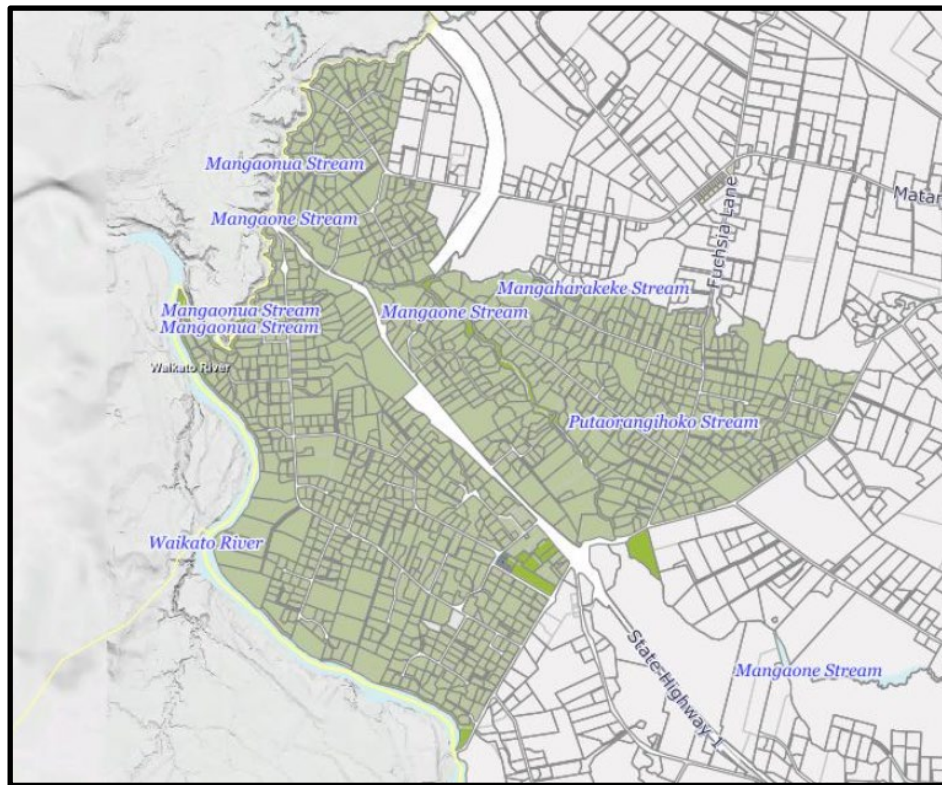 Mangaonua Stream
Matan
Fuchsia Lane
Mangaone Stream
Mangaharakeke Stream
Mangaonua Stream
Mangaone Stream
Mangaonua Stream
Waikato River
Putaorangihoko Stream
Waikato River
State Highway 1
Mangaone Stream